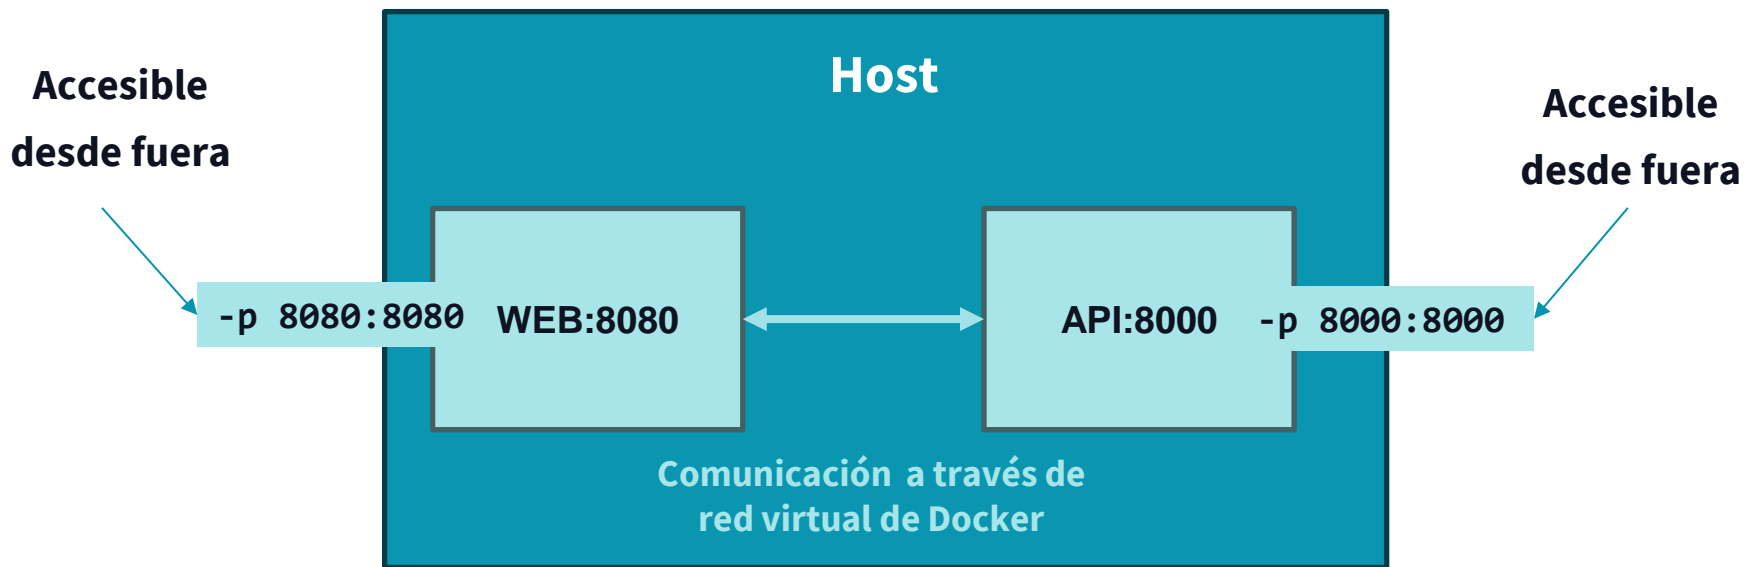 Host
Accesible
desde fuera
Accesible
desde fuera
-p 8080:8080
WEB:8080
API:8000
-p 8000:8000
Comunicación a través de
red virtual de Docker